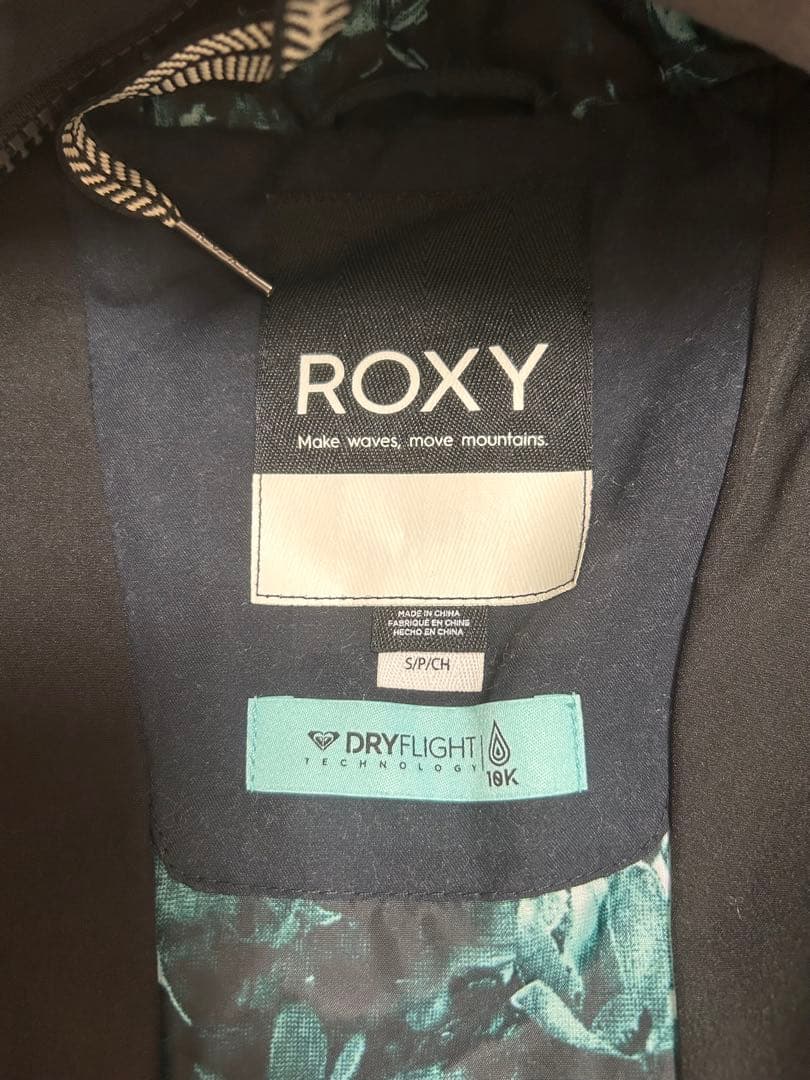 ROXY
Make waves, move mountains.
MADE IN CHINA
FABRIQUÉ EN CHINE
HECHO EN CHINA
S/P/CH
DRYFLIGHT
TECHNOLOGY
10K